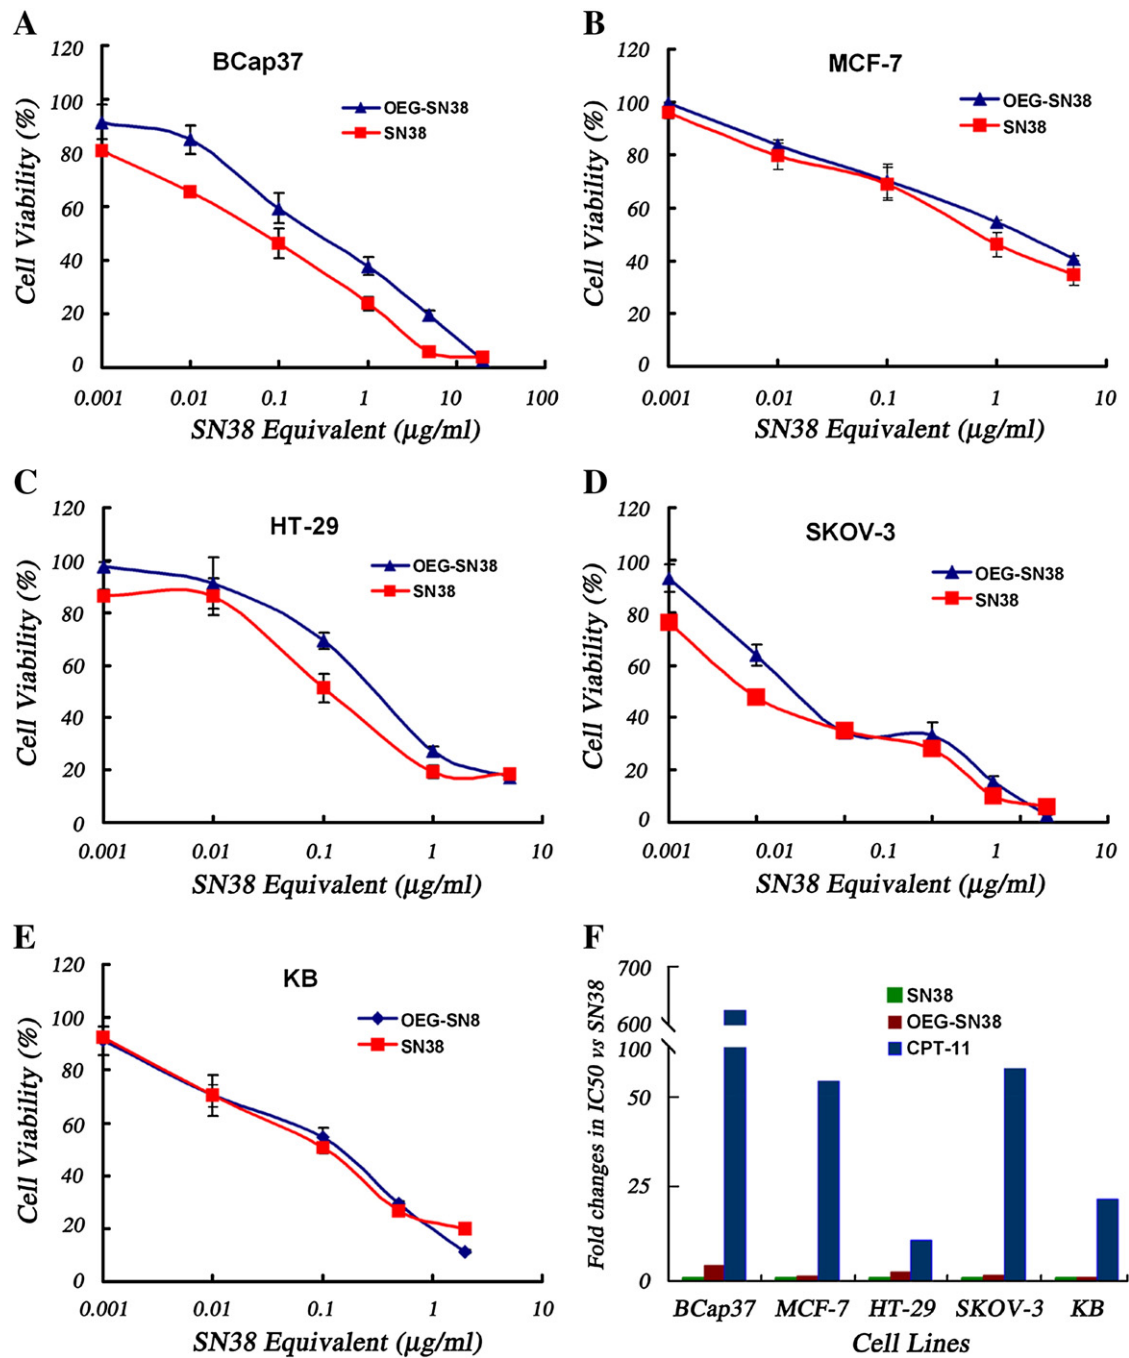 A
BCap37
OEG-SN38
SN38
Cell Viability (%)
120
100
80
60
40
20
0
0.001 0.01 0.1 1 10 100
SN38 Equivalent (µg/ml)
B
MCF-7
OEG-SN38
SN38
Cell Viability (%)
120
100
80
60
40
20
0
0.001 0.01 0.1 1 10
SN38 Equivalent (µg/ml)
C
HT-29
OEG-SN38
SN38
Cell Viability (%)
120
100
80
60
40
20
0
0.001 0.01 0.1 1 10
SN38 Equivalent (µg/ml)
D
SKOV-3
OEG-SN38
SN38
Cell Viability (%)
120
100
80
60
40
20
0
0.001 0.01 0.1 1 10
SN38 Equivalent (µg/ml)
E
KB
OEG-SN8
SN38
Cell Viability (%)
120
100
80
60
40
20
0
0.001 0.01 0.1 1 10
SN38 Equivalent (µg/ml)
F
SN38
OEG-SN38
CPT-11
Fold changes in IC50 vs SN38
700
600
100
50
25
0
BCap37 MCF-7 HT-29 SKOV-3 KB
Cell Lines